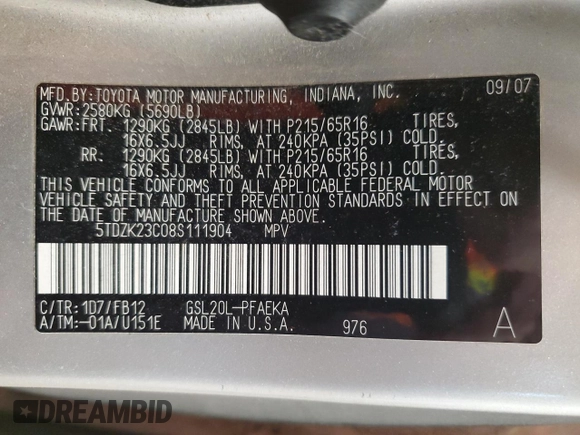 MFD. BY: TOYOTA MOTOR MANUFACTURING, INDIANA, INC. 09/07
GVWR: 2580KG (5690LB)
GAWR: FRT. 1290KG (2845LB) WITH P215/65R16 TIRES,
16X6.5JJ RIMS, AT 240KPA (35PSI) COLD.
RR. 1290KG (2845LB) WITH P215/65R16 TIRES,
16X6.5JJ RIMS, AT 240KPA (35PSI) COLD.
THIS VEHICLE CONFORMS TO ALL APPLICABLE FEDERAL MOTOR
VEHICLE SAFETY AND THEFT PREVENTION STANDARDS IN EFFECT ON
THE DATE OF MANUFACTURE SHOWN ABOVE.
5TDZK23C08S111904 MPV
C/TR: 1D7/FB12 GSL20L-PFAEKA
A/TM: -01A/U151E MADE IN U.S.A. 976 A
DREAMBID